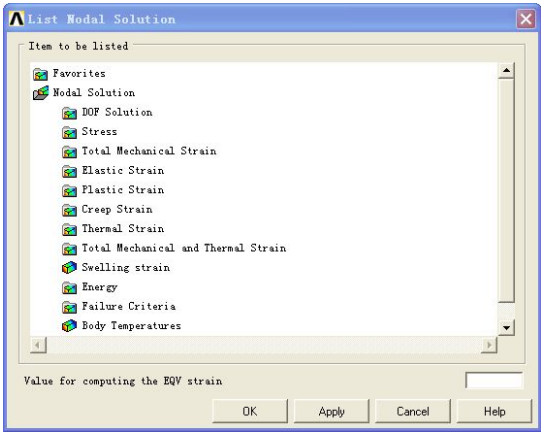 List Nodal Solution
Item to be listed
Favorites
Nodal Solution
DOF Solution
Stress
Total Mechanical Strain
Elastic Strain
Plastic Strain
Creep Strain
Thermal Strain
Total Mechanical and Thermal Strain
Swelling strain
Energy
Failure Criteria
Body Temperatures
Value for computing the EQV strain
OK Apply Cancel Help